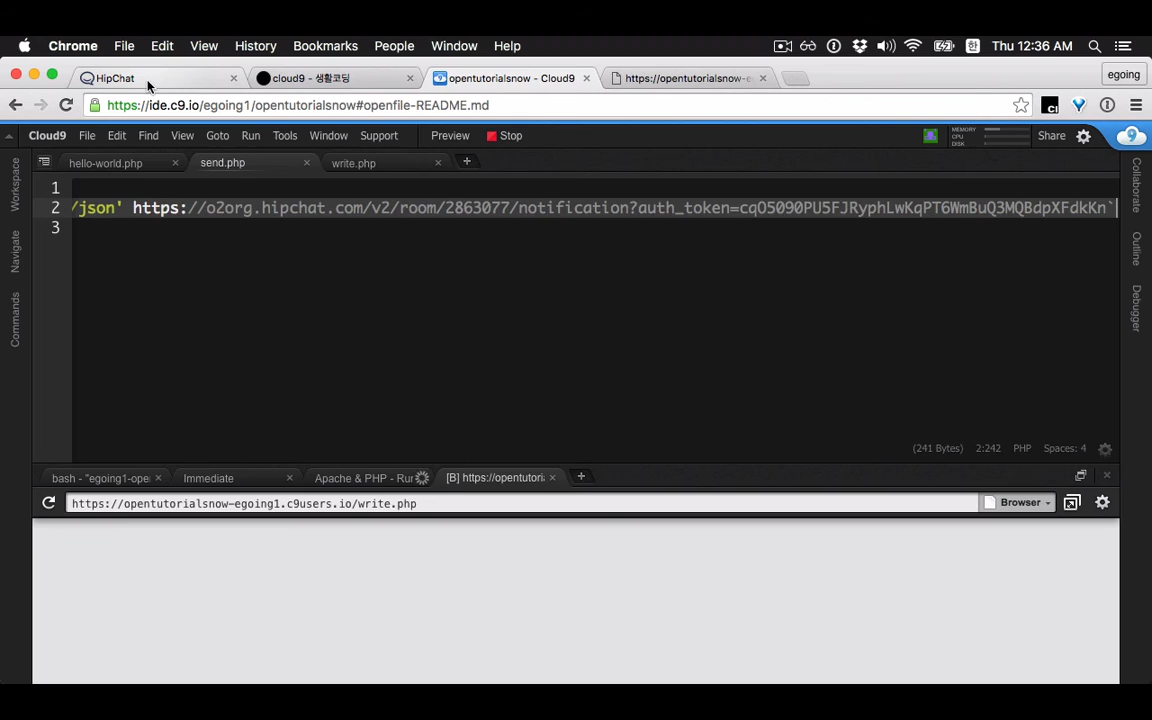 Chrome File Edit View History Bookmarks People Window Help Thu 12:36 AM
HipChat cloud9 - 생활코딩 opentutorialsnow - Cloud9 https://opentutorialsnow-e egoing
https://ide.c9.io/egoing1/opentutorialsnow#openfile-README.md
Cloud9 File Edit Find View Goto Run Tools Window Support Preview Stop MEMORY CPU DISK Share
hello-world.php send.php write.php
Workspace
Navigate
Commands
1
2 /json' https://o2org.hipchat.com/v2/room/2863077/notification?auth_token=cqO5090PU5FJRyphLwKqPT6WmBuQ3MQBdpXFdkKn`
3
Collaborate
Outline
Debugger
(241 Bytes) 2:242 PHP Spaces: 4
bash - "egoing1-ope Immediate Apache & PHP - Run [B] https://opentutori
https://opentutorialsnow-egoing1.c9users.io/write.php Browser